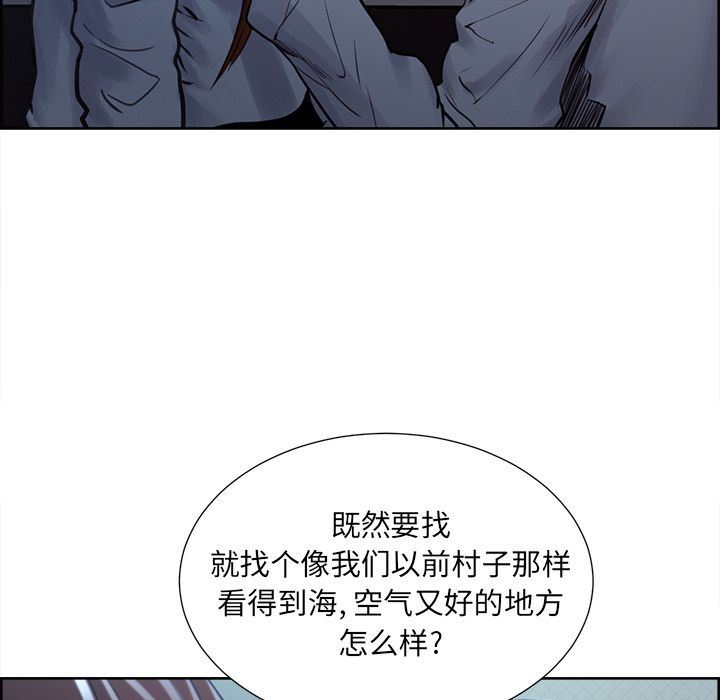 既然要找
就找个像我们以前村子那样
看得到海,空气又好的地方
怎么样?